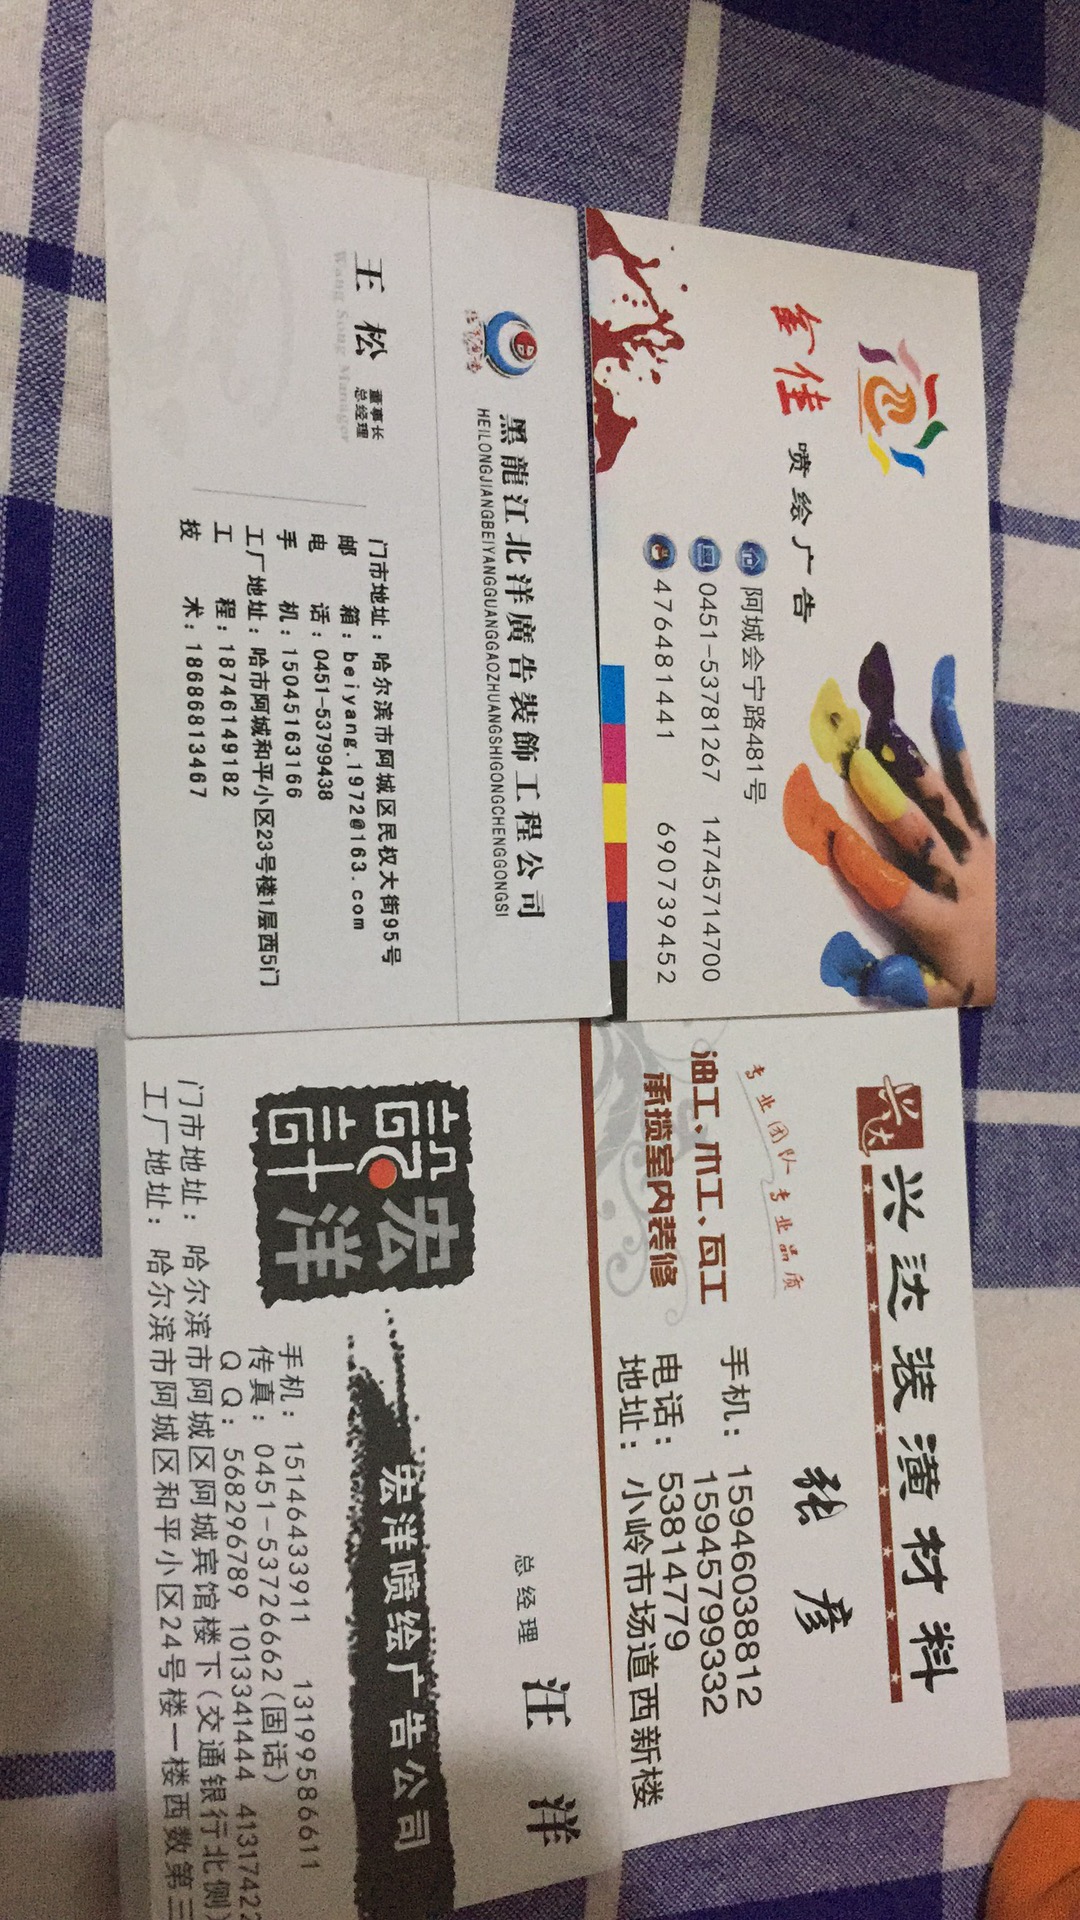 金佳 喷绘广告
阿城会宁路481号
0451-53781267 14745714700
476481441 690739452
黑龍江北洋廣告装飾工程公司
HEILONGJIANGBEIYANGGUANGGAOZHUANGSHIGONGCHENGGONGSI
王松 董事长
总经理
Wang Song Manager
门市地址：哈尔滨市阿城区民权大街95号
邮 箱：beiyang.1972@163.com
电 话：0451-53799438
手 机：15045163166
工厂地址：哈市阿城和平小区23号楼1层西5门
工 程：18746149182
技 术：18686813467
兴达
兴达装潢材料
专业团队 专业品质
张彦
油工、木工、瓦工
承揽室内装修
手机：15946038812
15945799332
电话：53814779
地址：小岭市场道西新楼
总经理 汪洋
宏洋
設計
宏洋喷绘广告公司
手机：15146433911 13199586611
传真：0451-53726662(固话)
QQ：568296789 101334144 4131742
门市地址：哈尔滨市阿城区阿城宾馆楼下(交通银行北侧)
工厂地址：哈尔滨市阿城区和平小区24号楼一楼西数第三